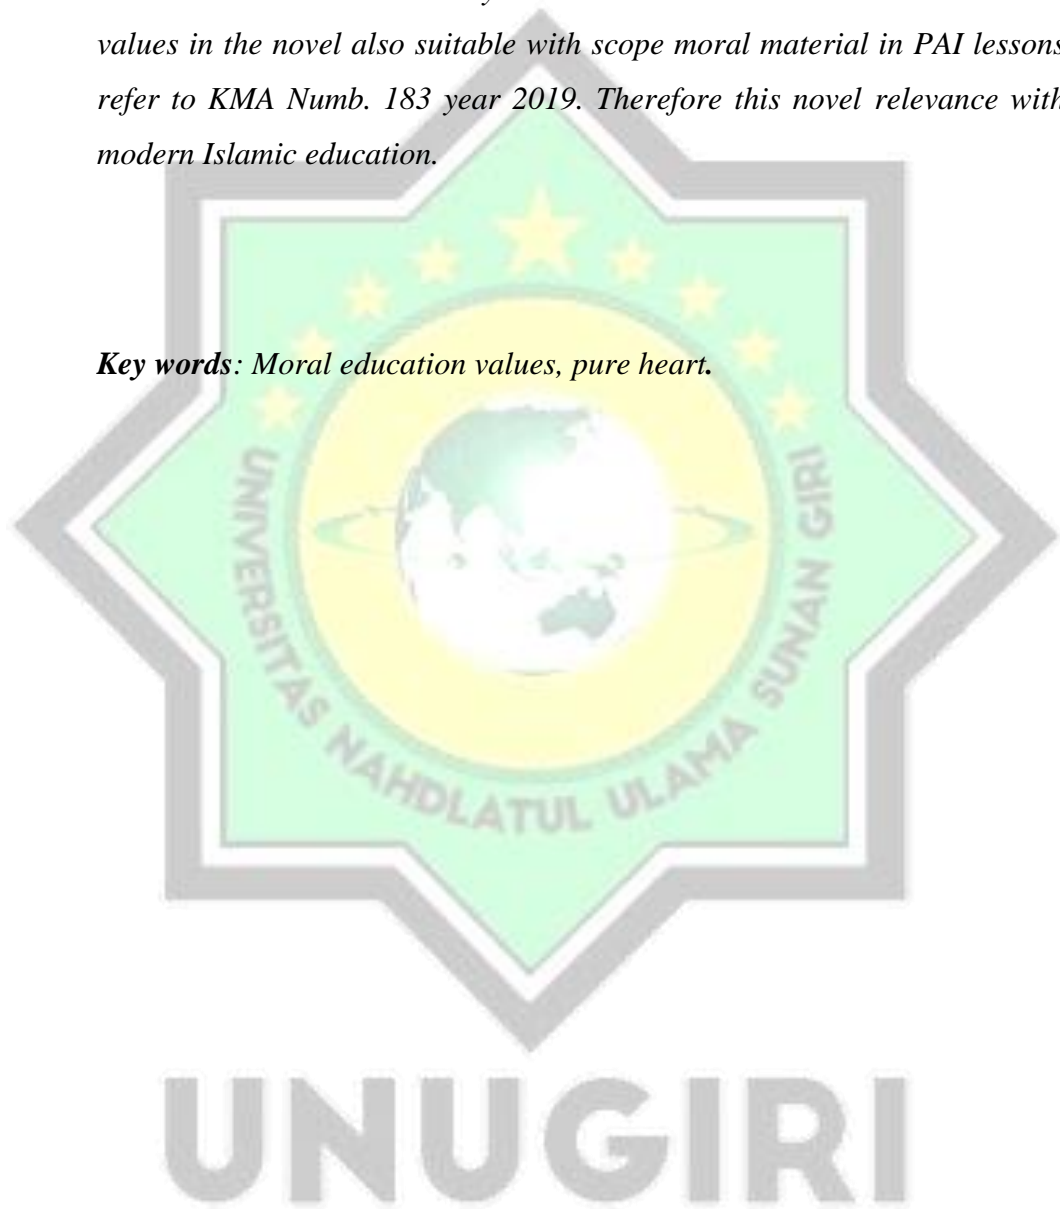 values in the novel also suitable with scope moral material in PAI lessons
refer to KMA Numb. 183 year 2019. Therefore this novel relevance with
modern Islamic education.
Key words: Moral education values, pure heart.
UNIVERSITAS NAHDLATUL ULAMA SUNAN GIRI
UNUGIRI